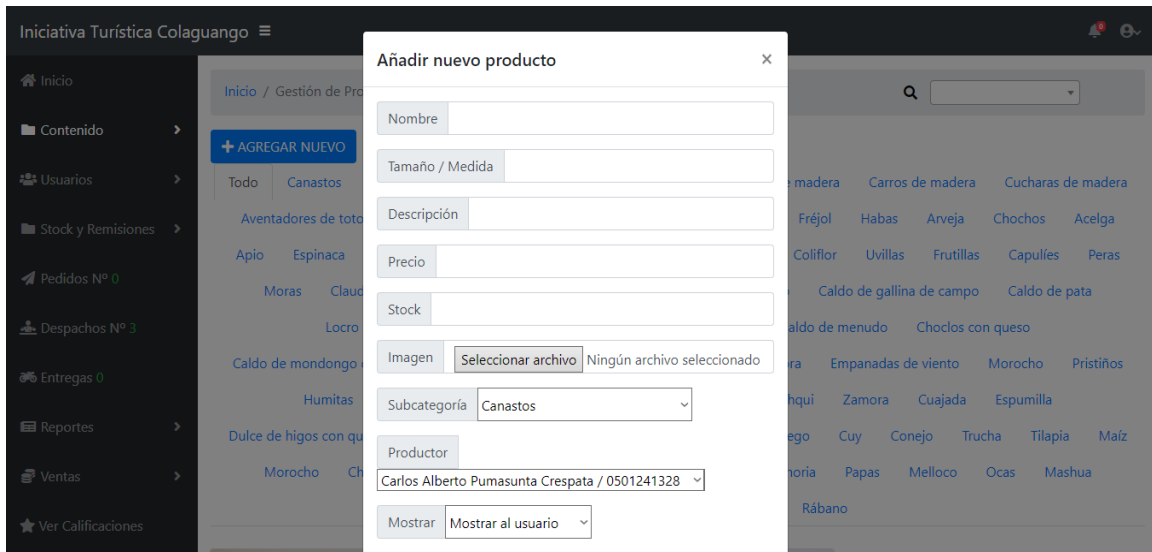 Iniciativa Turística Colaguango
0
Inicio
Contenido
Usuarios
Stock y Remisiones
Pedidos Nº 0
Despachos Nº 3
Entregas 0
Reportes
Ventas
Ver Calificaciones
Inicio / Gestión de Pro
AGREGAR NUEVO
Todo Canastos madera Carros de madera Cucharas de madera
Aventadores de toto Fréjol Habas Arveja Chochos Acelga
Apio Espinaca Coliflor Uvillas Frutillas Capulíes Peras
Moras Claud Caldo de gallina de campo Caldo de pata
Locro aldo de menudo Choclos con queso
Caldo de mondongo Empanadas de viento Morocho Pristiños
Humitas Zamora Cuajada Espumilla
Dulce de higos con qu Cuy Conejo Trucha Tilapia Maíz
Morocho Ch Papas Melloco Ocas Mashua
Rábano
Añadir nuevo producto ×
Nombre
Tamaño / Medida
Descripción
Precio
Stock
Imagen Seleccionar archivo Ningún archivo seleccionado
Subcategoría Canastos
Productor
Carlos Alberto Pumasunta Crespata / 0501241328
Mostrar Mostrar al usuario